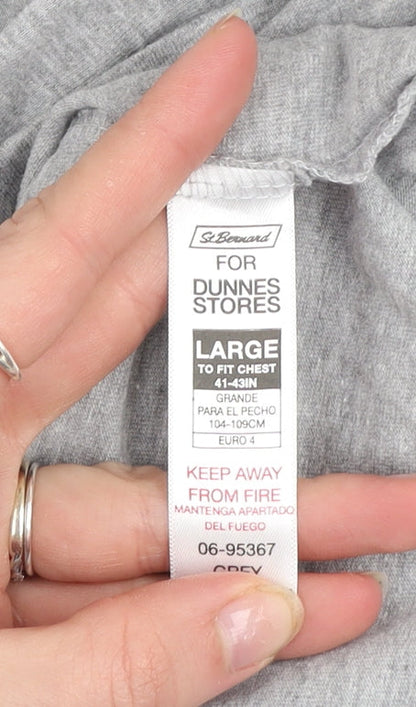 St. Bernard
FOR
DUNNES
STORES
LARGE
TO FIT CHEST
41-43IN
GRANDE
PARA EL PECHO
104-109CM
EURO 4
KEEP AWAY
FROM FIRE
MANTENGA APARTADO
DEL FUEGO
06-95367
GREY